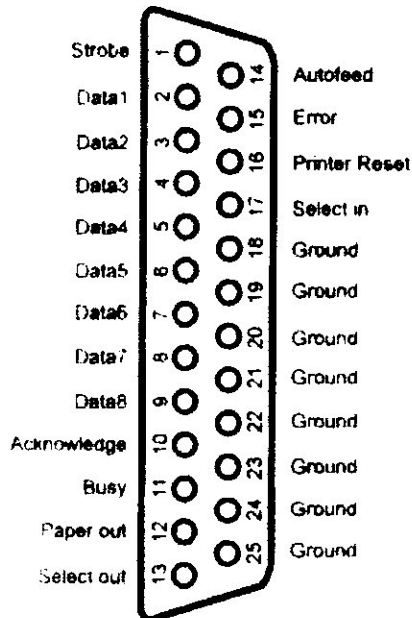 Strobe 1
14 Autofeed
Data1 2
15 Error
Data2 3
16 Printer Reset
Data3 4
17 Select in
Data4 5
18 Ground
Data5 6
19 Ground
Data6 7
20 Ground
Data7 8
21 Ground
Data8 9
22 Ground
Acknowledge 10
23 Ground
Busy 11
24 Ground
Paper out 12
25 Ground
Select out 13